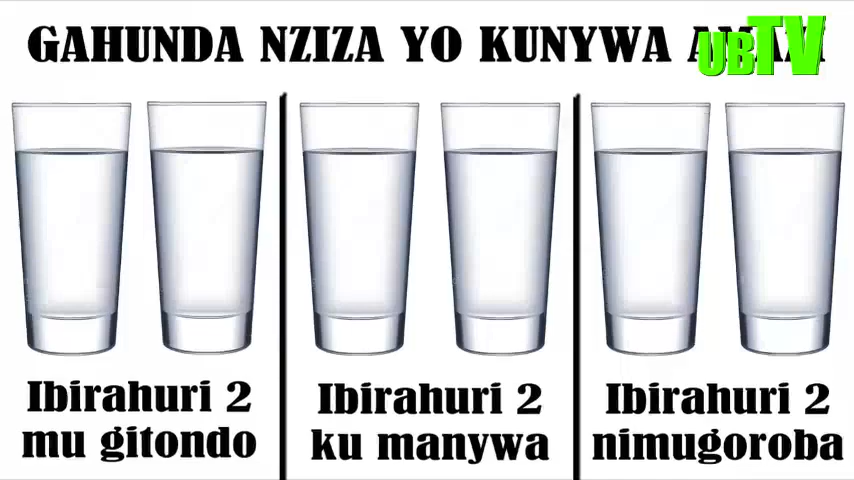 GAHUNDA NZIZA YO KUNYWA
UBTV
Ibirahuri 2
mu gitondo
Ibirahuri 2
ku manywa
Ibirahuri 2
nimugoroba